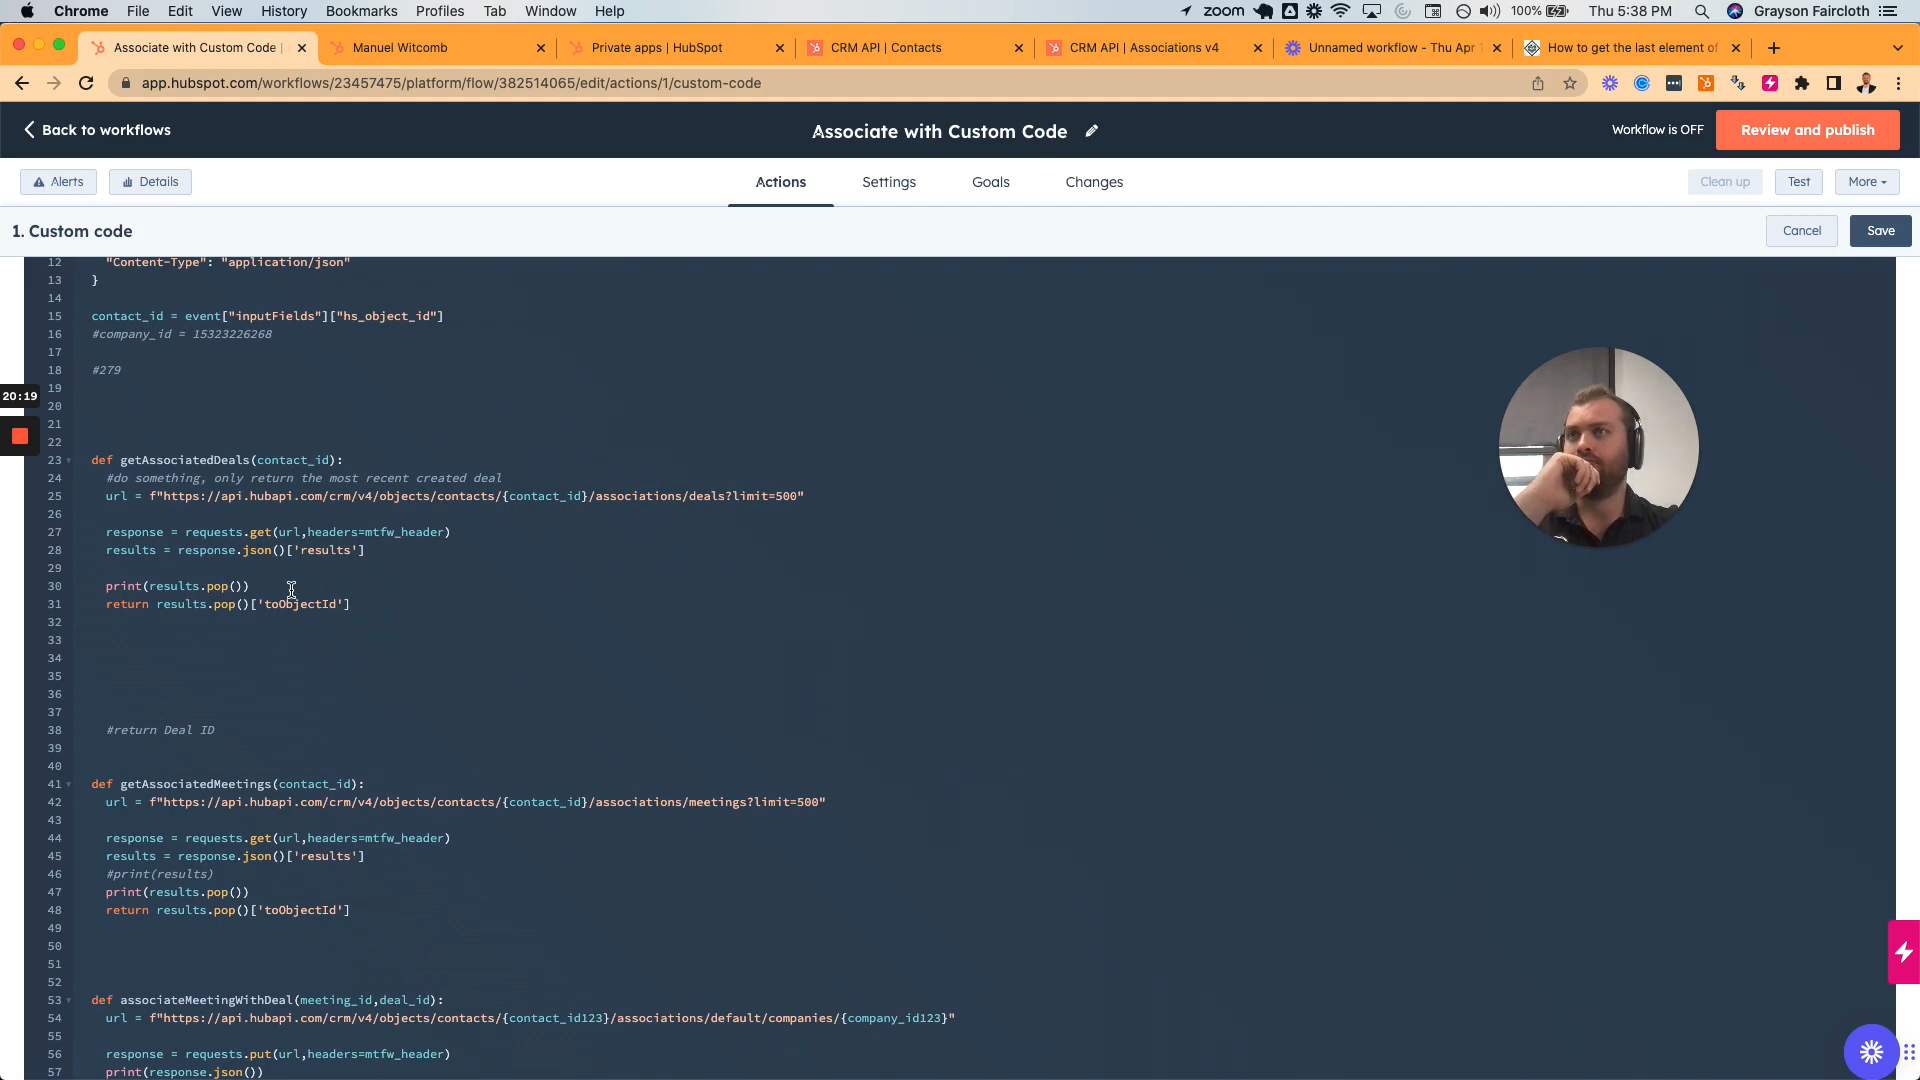 Chrome File Edit View History Bookmarks Profiles Tab Window Help
zoom 100% Thu 5:38 PM Grayson Faircloth
Associate with Custom Code |
Manuel Witcomb
Private apps | HubSpot
CRM API | Contacts
CRM API | Associations v4
Unnamed workflow - Thu Apr 1
How to get the last element of
app.hubspot.com/workflows/23457475/platform/flow/382514065/edit/actions/1/custom-code
Back to workflows
Associate with Custom Code
Workflow is OFF
Review and publish
Alerts
Details
Actions
Settings
Goals
Changes
Clean up
Test
More
1. Custom code
Cancel
Save
20:19
12 "Content-Type": "application/json"
13 }
14
15 contact_id = event["inputFields"]["hs_object_id"]
16 #company_id = 15323226268
17
18 #279
19
20
21
22
23 def getAssociatedDeals(contact_id):
24 #do something, only return the most recent created deal
25 url = f"https://api.hubapi.com/crm/v4/objects/contacts/{contact_id}/associations/deals?limit=500"
26
27 response = requests.get(url,headers=mtfw_header)
28 results = response.json()['results']
29
30 print(results.pop())
31 return results.pop()['toObjectId']
32
33
34
35
36
37
38 #return Deal ID
39
40
41 def getAssociatedMeetings(contact_id):
42 url = f"https://api.hubapi.com/crm/v4/objects/contacts/{contact_id}/associations/meetings?limit=500"
43
44 response = requests.get(url,headers=mtfw_header)
45 results = response.json()['results']
46 #print(results)
47 print(results.pop())
48 return results.pop()['toObjectId']
49
50
51
52
53 def associateMeetingWithDeal(meeting_id,deal_id):
54 url = f"https://api.hubapi.com/crm/v4/objects/contacts/{contact_id123}/associations/default/companies/{company_id123}"
55
56 response = requests.put(url,headers=mtfw_header)
57 print(response.json())